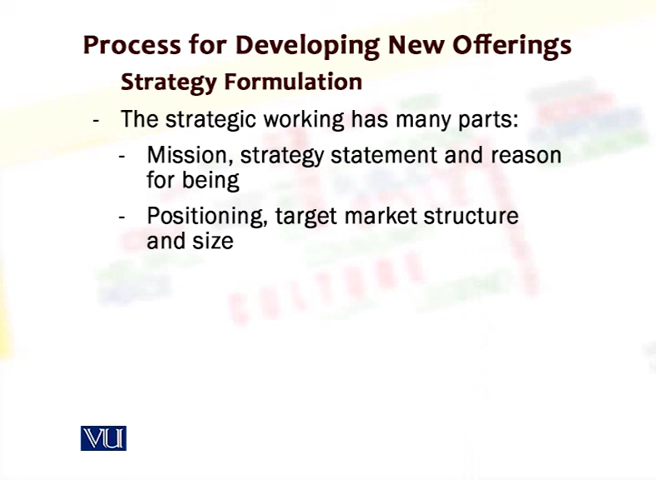 Process for Developing New Offerings
Strategy Formulation
- The strategic working has many parts:
- Mission, strategy statement and reason
for being
- Positioning, target market structure
and size
CULTURE
VU